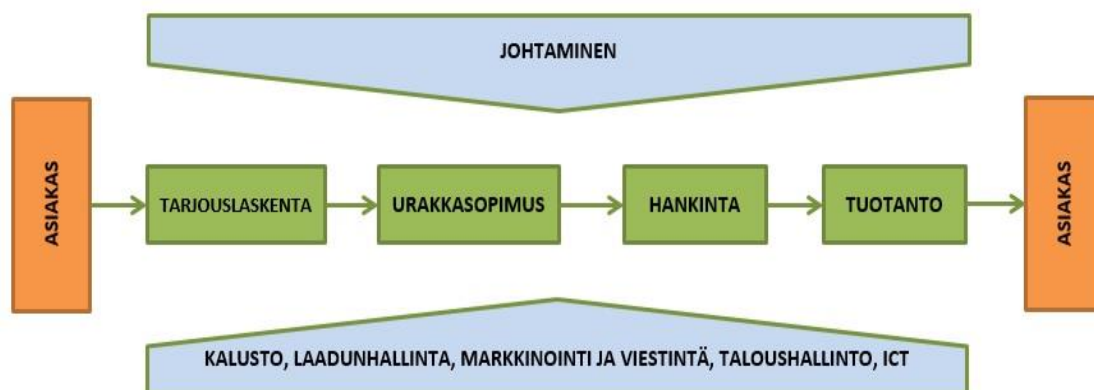 JOHTAMINEN
ASIAKAS
TARJOUSLASKENTA
URAKKASOPIMUS
HANKINTA
TUOTANTO
ASIAKAS
KALUSTO, LAADUNHALLINTA, MARKKINOINTI JA VIESTINTÄ, TALOUSHALLINTO, ICT